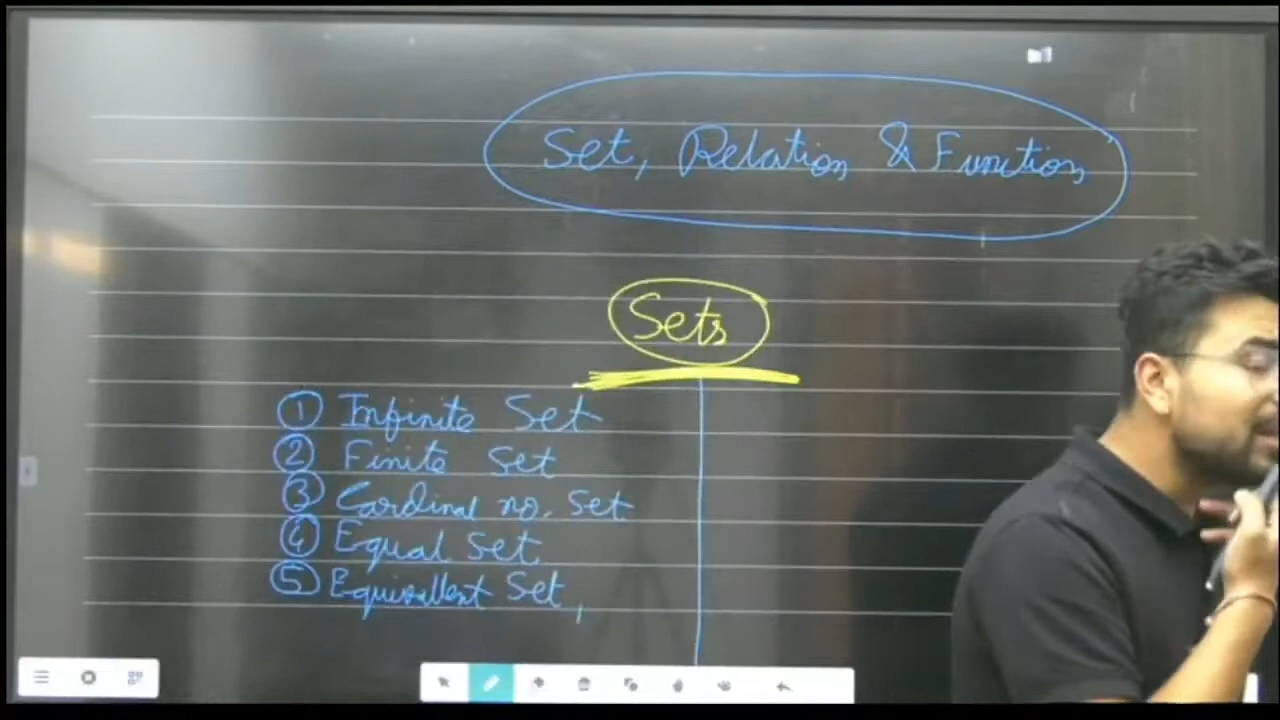 Set, Relation & Function
Sets
① Infinite Set
② Finite Set
③ Cardinal no. Set
④ Equal Set
⑤ Equivallent Set,